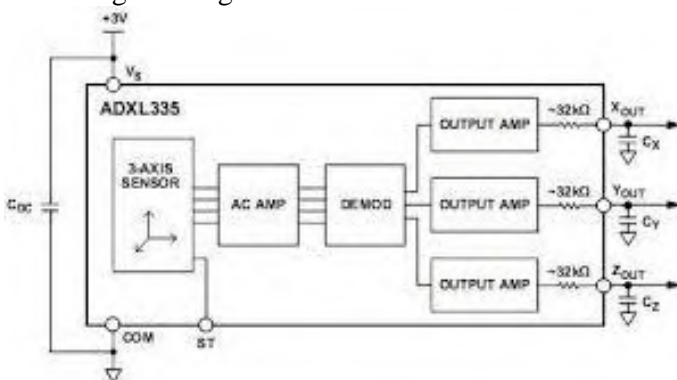 +3V
VS
ADXL335
3-AXIS
SENSOR
AC AMP
DEMOD
OUTPUT AMP
~32kΩ
XOUT
CX
OUTPUT AMP
~32kΩ
YOUT
CY
OUTPUT AMP
~32kΩ
ZOUT
CZ
CDC
COM
ST